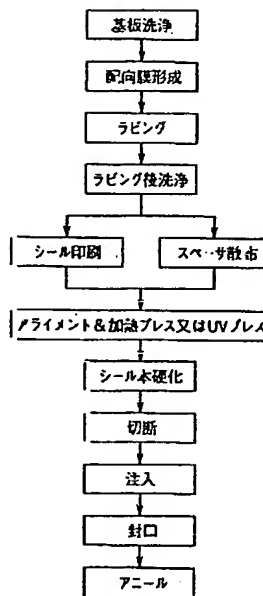 基板洗浄
配向膜形成
ラビング
ラビング後洗浄
シール印刷
スペーサ散布
アライメント&加熱プレス又はUVプレス
シール本硬化
切断
注入
封口
アニール